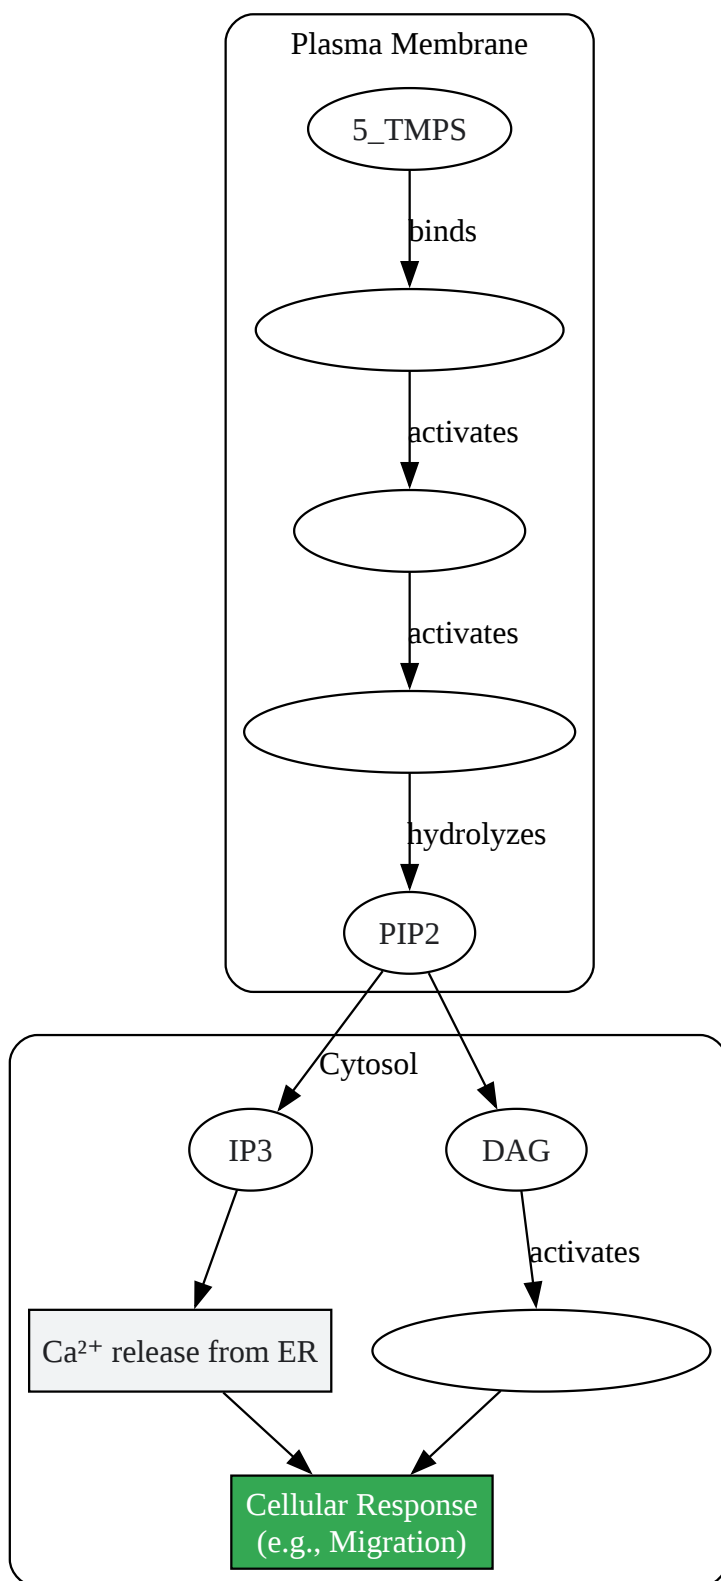 Plasma Membrane
5_TMPS
binds
activates
activates
hydrolyzes
PIP2
Cytosol
IP3
DAG
activates
Ca²⁺ release from ER
Cellular Response
(e.g., Migration)